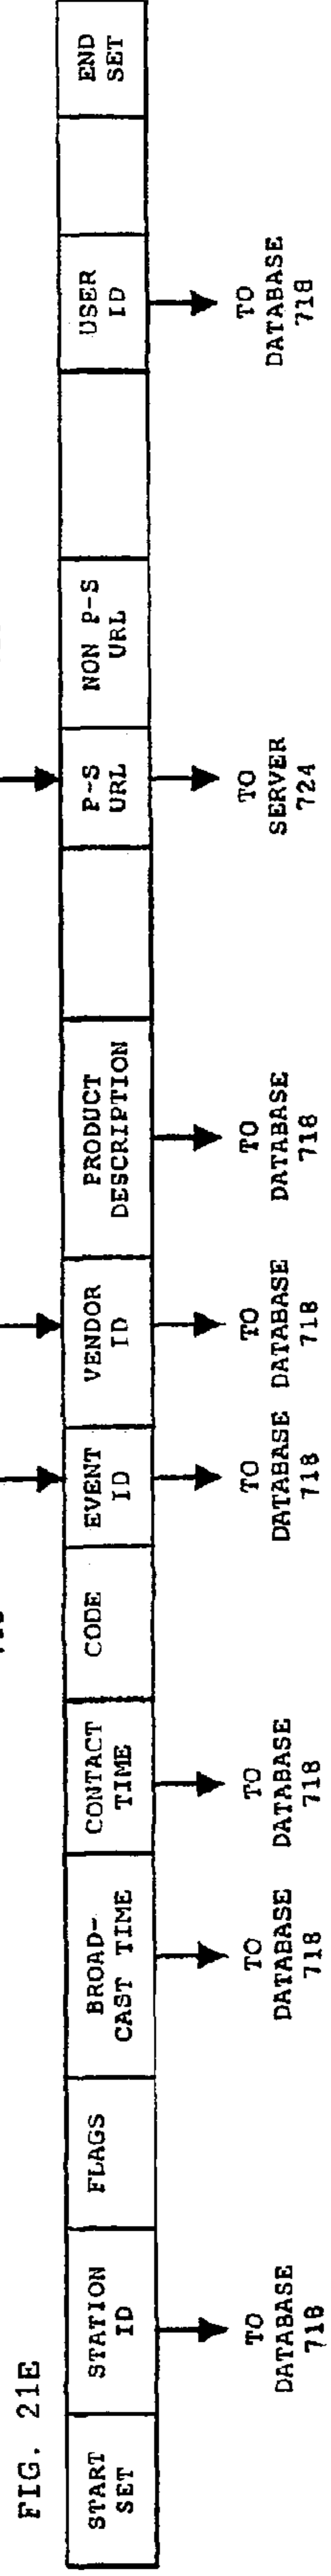 FIG. 21E
START
SET
STATION
ID
FLAGS
BROAD-
CAST TIME
CONTACT
TIME
CODE
EVENT
ID
VENDOR
ID
PRODUCT
DESCRIPTION
P-S
URL
NON P-S
URL
USER
ID
END
SET
TO
DATABASE
718
TO
DATABASE
718
TO
DATABASE
718
TO
DATABASE
718
TO
DATABASE
718
TO
DATABASE
718
TO
SERVER
724
TO
DATABASE
718